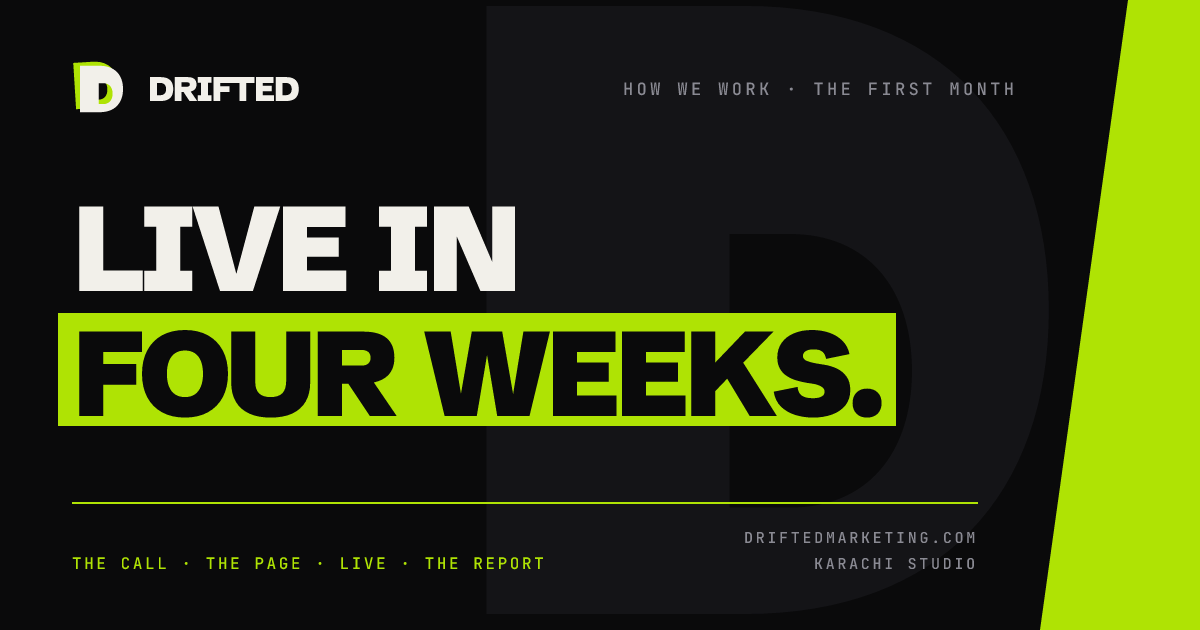 DRIFTED
HOW WE WORK · THE FIRST MONTH
LIVE IN
FOUR WEEKS.
THE CALL · THE PAGE · LIVE · THE REPORT
DRIFTEDMARKETING.COM
KARACHI STUDIO